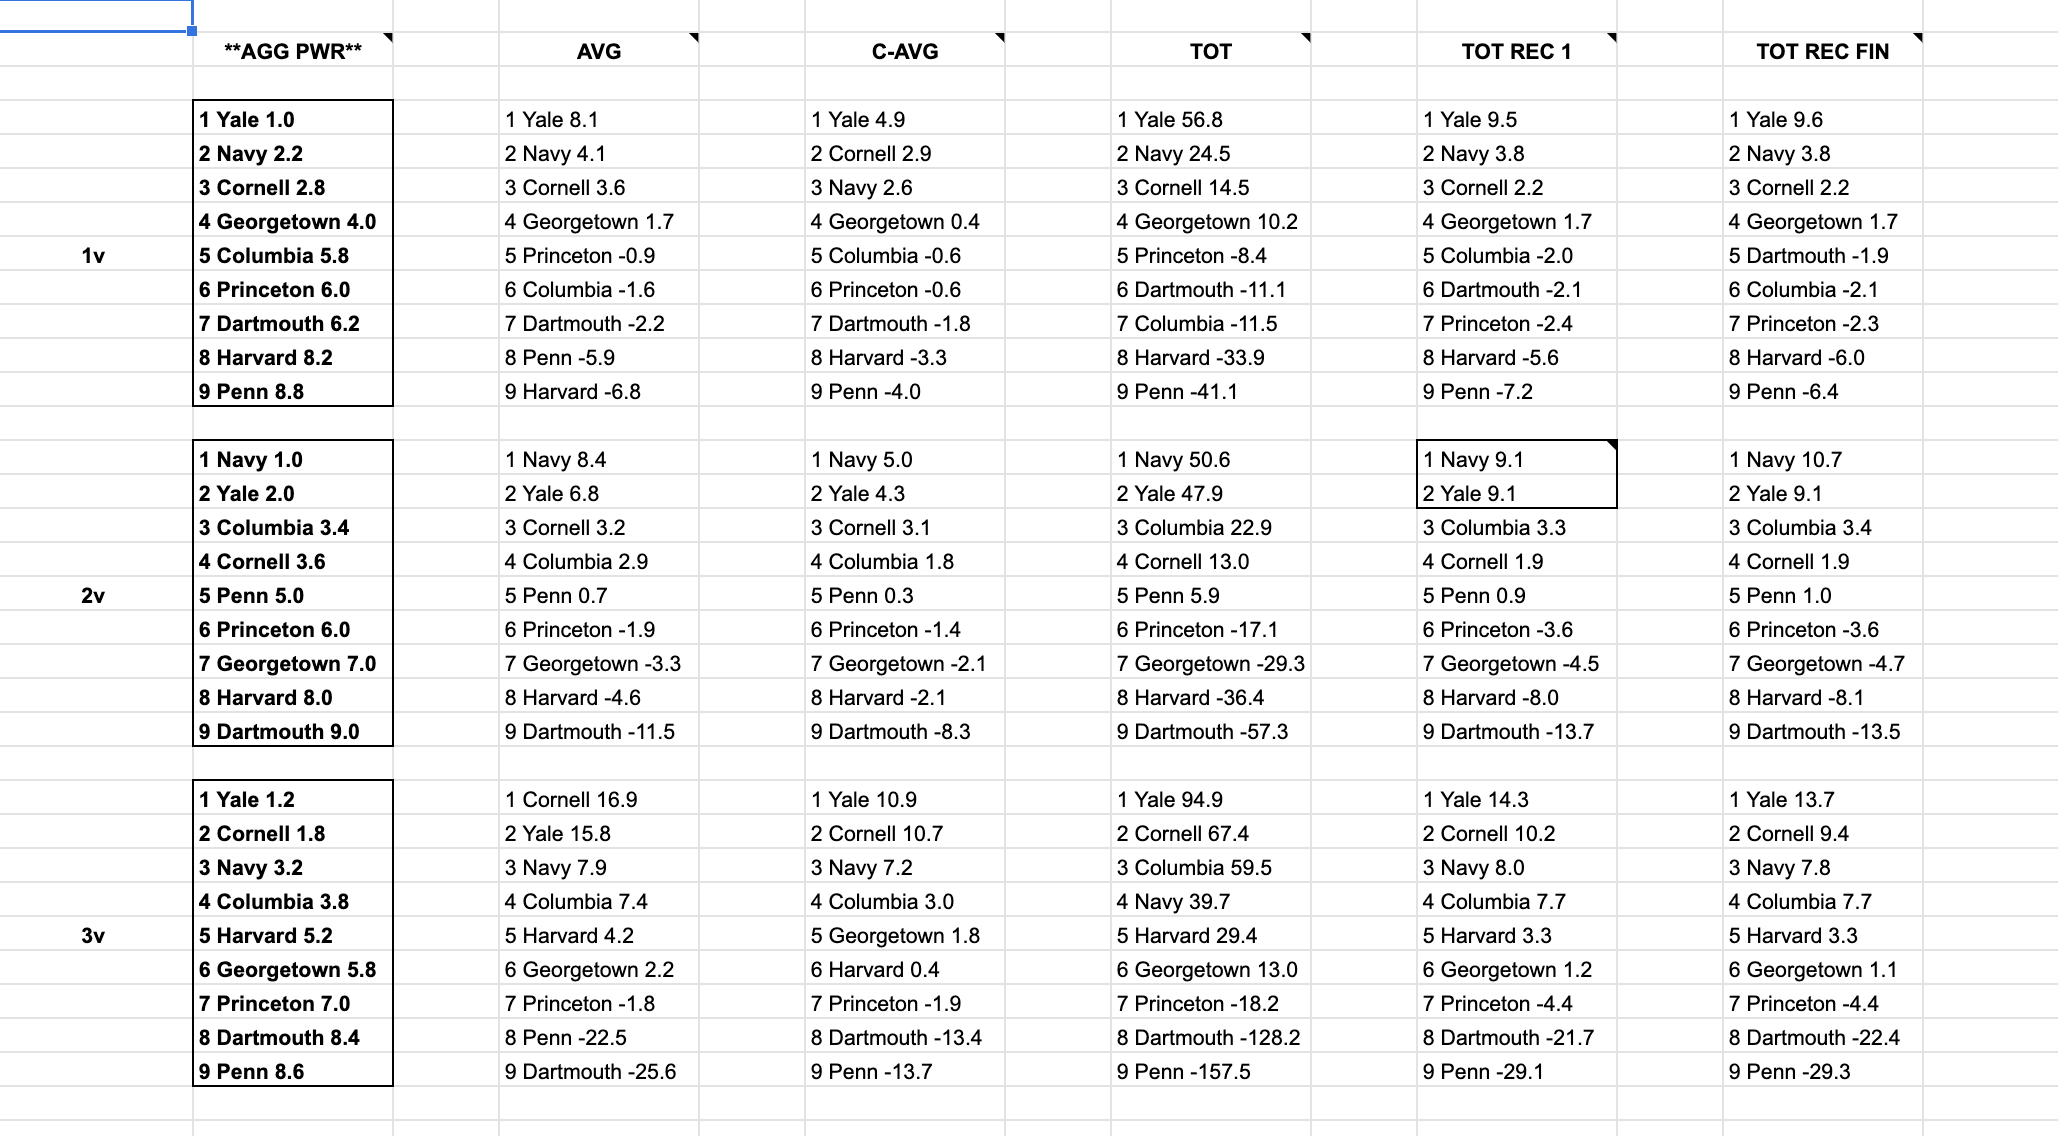 **AGG PWR** AVG C-AVG TOT TOT REC 1 TOT REC FIN
1 Yale 1.0 1 Yale 8.1 1 Yale 4.9 1 Yale 56.8 1 Yale 9.5 1 Yale 9.6
2 Navy 2.2 2 Navy 4.1 2 Cornell 2.9 2 Navy 24.5 2 Navy 3.8 2 Navy 3.8
3 Cornell 2.8 3 Cornell 3.6 3 Navy 2.6 3 Cornell 14.5 3 Cornell 2.2 3 Cornell 2.2
4 Georgetown 4.0 4 Georgetown 1.7 4 Georgetown 0.4 4 Georgetown 10.2 4 Georgetown 1.7 4 Georgetown 1.7
1v 5 Columbia 5.8 5 Princeton -0.9 5 Columbia -0.6 5 Princeton -8.4 5 Columbia -2.0 5 Dartmouth -1.9
6 Princeton 6.0 6 Columbia -1.6 6 Princeton -0.6 6 Dartmouth -11.1 6 Dartmouth -2.1 6 Columbia -2.1
7 Dartmouth 6.2 7 Dartmouth -2.2 7 Dartmouth -1.8 7 Columbia -11.5 7 Princeton -2.4 7 Princeton -2.3
8 Harvard 8.2 8 Penn -5.9 8 Harvard -3.3 8 Harvard -33.9 8 Harvard -5.6 8 Harvard -6.0
9 Penn 8.8 9 Harvard -6.8 9 Penn -4.0 9 Penn -41.1 9 Penn -7.2 9 Penn -6.4
1 Navy 1.0 1 Navy 8.4 1 Navy 5.0 1 Navy 50.6 1 Navy 9.1 1 Navy 10.7
2 Yale 2.0 2 Yale 6.8 2 Yale 4.3 2 Yale 47.9 2 Yale 9.1 2 Yale 9.1
3 Columbia 3.4 3 Cornell 3.2 3 Cornell 3.1 3 Columbia 22.9 3 Columbia 3.3 3 Columbia 3.4
4 Cornell 3.6 4 Columbia 2.9 4 Columbia 1.8 4 Cornell 13.0 4 Cornell 1.9 4 Cornell 1.9
2v 5 Penn 5.0 5 Penn 0.7 5 Penn 0.3 5 Penn 5.9 5 Penn 0.9 5 Penn 1.0
6 Princeton 6.0 6 Princeton -1.9 6 Princeton -1.4 6 Princeton -17.1 6 Princeton -3.6 6 Princeton -3.6
7 Georgetown 7.0 7 Georgetown -3.3 7 Georgetown -2.1 7 Georgetown -29.3 7 Georgetown -4.5 7 Georgetown -4.7
8 Harvard 8.0 8 Harvard -4.6 8 Harvard -2.1 8 Harvard -36.4 8 Harvard -8.0 8 Harvard -8.1
9 Dartmouth 9.0 9 Dartmouth -11.5 9 Dartmouth -8.3 9 Dartmouth -57.3 9 Dartmouth -13.7 9 Dartmouth -13.5
1 Yale 1.2 1 Cornell 16.9 1 Yale 10.9 1 Yale 94.9 1 Yale 14.3 1 Yale 13.7
2 Cornell 1.8 2 Yale 15.8 2 Cornell 10.7 2 Cornell 67.4 2 Cornell 10.2 2 Cornell 9.4
3 Navy 3.2 3 Navy 7.9 3 Navy 7.2 3 Columbia 59.5 3 Navy 8.0 3 Navy 7.8
4 Columbia 3.8 4 Columbia 7.4 4 Columbia 3.0 4 Navy 39.7 4 Columbia 7.7 4 Columbia 7.7
3v 5 Harvard 5.2 5 Harvard 4.2 5 Georgetown 1.8 5 Harvard 29.4 5 Harvard 3.3 5 Harvard 3.3
6 Georgetown 5.8 6 Georgetown 2.2 6 Harvard 0.4 6 Georgetown 13.0 6 Georgetown 1.2 6 Georgetown 1.1
7 Princeton 7.0 7 Princeton -1.8 7 Princeton -1.9 7 Princeton -18.2 7 Princeton -4.4 7 Princeton -4.4
8 Dartmouth 8.4 8 Penn -22.5 8 Dartmouth -13.4 8 Dartmouth -128.2 8 Dartmouth -21.7 8 Dartmouth -22.4
9 Penn 8.6 9 Dartmouth -25.6 9 Penn -13.7 9 Penn -157.5 9 Penn -29.1 9 Penn -29.3